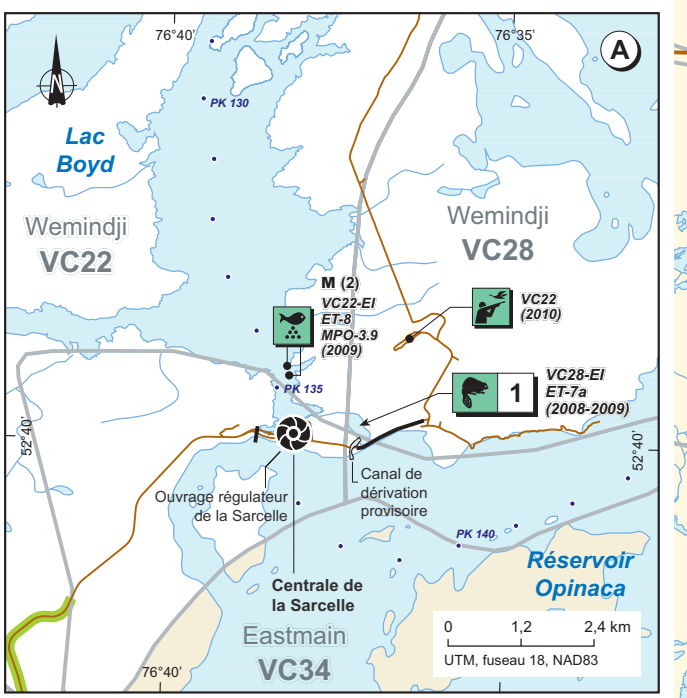 76°40'
76°35'
A
N
PK 130
Lac
Boyd
Wemindji
VC22
Wemindji
VC28
M (2)
VC22-EI
ET-8
MPO-3.9
(2009)
VC22
(2010)
PK 135
1
VC28-EI
ET-7a
(2008-2009)
52°40'
52°40'
Ouvrage régulateur
de la Sarcelle
Canal de
dérivation
provisoire
PK 140
Centrale de
la Sarcelle
Réservoir
Opinaca
Eastmain
VC34
0 1,2 2,4 km
UTM, fuseau 18, NAD83
76°40'